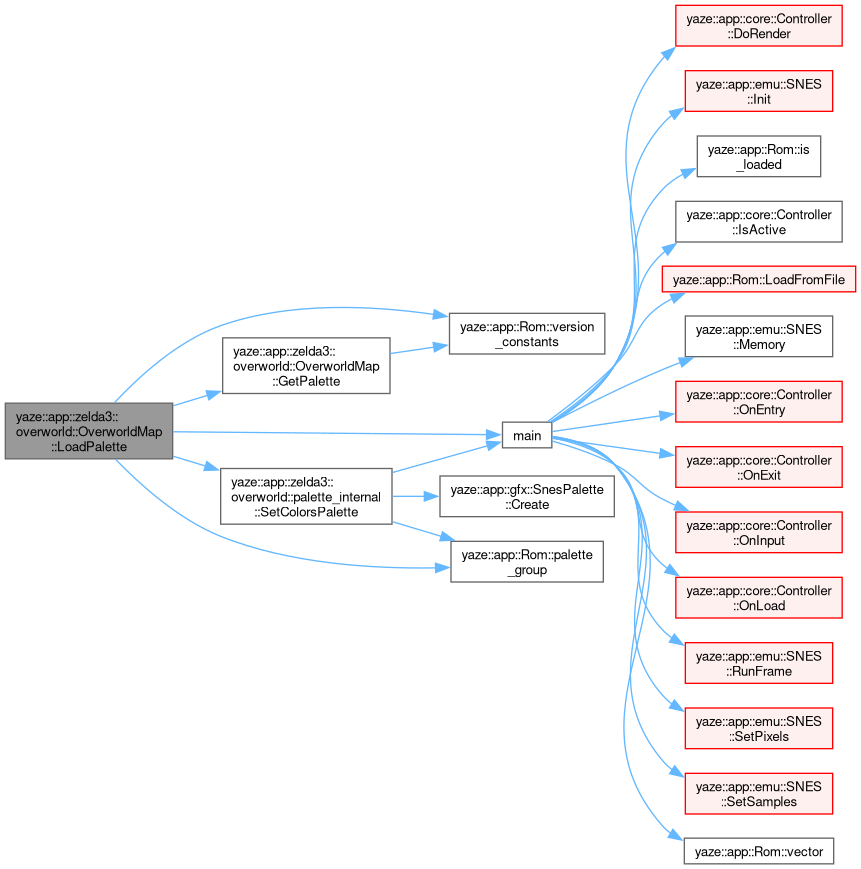 yaze::app::zelda3::
overworld::OverworldMap
::LoadPalette
yaze::app::zelda3::
overworld::OverworldMap
::GetPalette
yaze::app::zelda3::
overworld::palette_internal
::SetColorsPalette
yaze::app::Rom::version
_constants
main
yaze::app::gfx::SnesPalette
::Create
yaze::app::Rom::palette
_group
yaze::app::core::Controller
::DoRender
yaze::app::emu::SNES
::Init
yaze::app::Rom::is
_loaded
yaze::app::core::Controller
::IsActive
yaze::app::Rom::LoadFromFile
yaze::app::emu::SNES
::Memory
yaze::app::core::Controller
::OnEntry
yaze::app::core::Controller
::OnExit
yaze::app::core::Controller
::OnInput
yaze::app::core::Controller
::OnLoad
yaze::app::emu::SNES
::RunFrame
yaze::app::emu::SNES
::SetPixels
yaze::app::emu::SNES
::SetSamples
yaze::app::Rom::vector